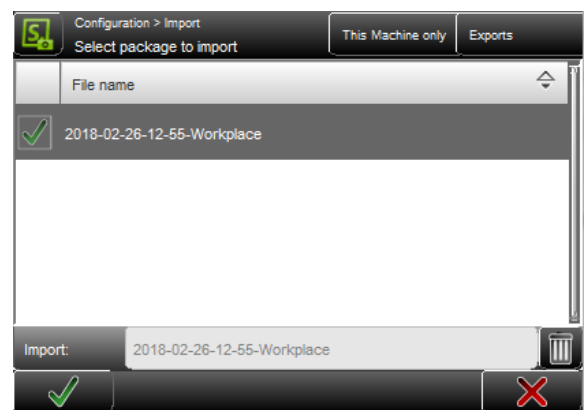 Configuration > Import
Select package to import
This Machine only
Exports
File name
2018-02-26-12-55-Workplace
Import:
2018-02-26-12-55-Workplace